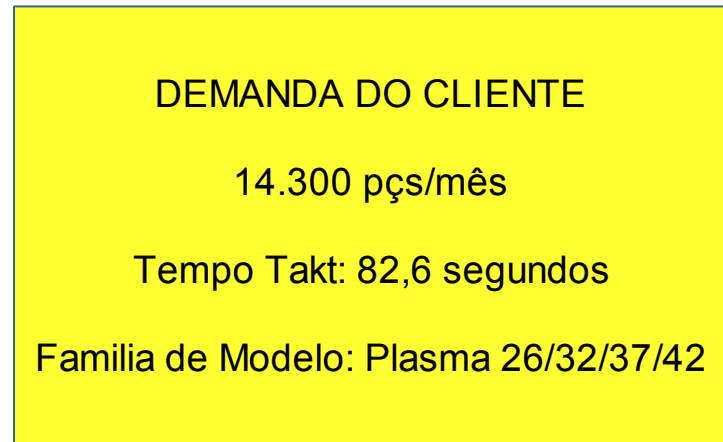 DEMANDA DO CLIENTE
14.300 pçs/mês
Tempo Takt: 82,6 segundos
Familia de Modelo: Plasma 26/32/37/42